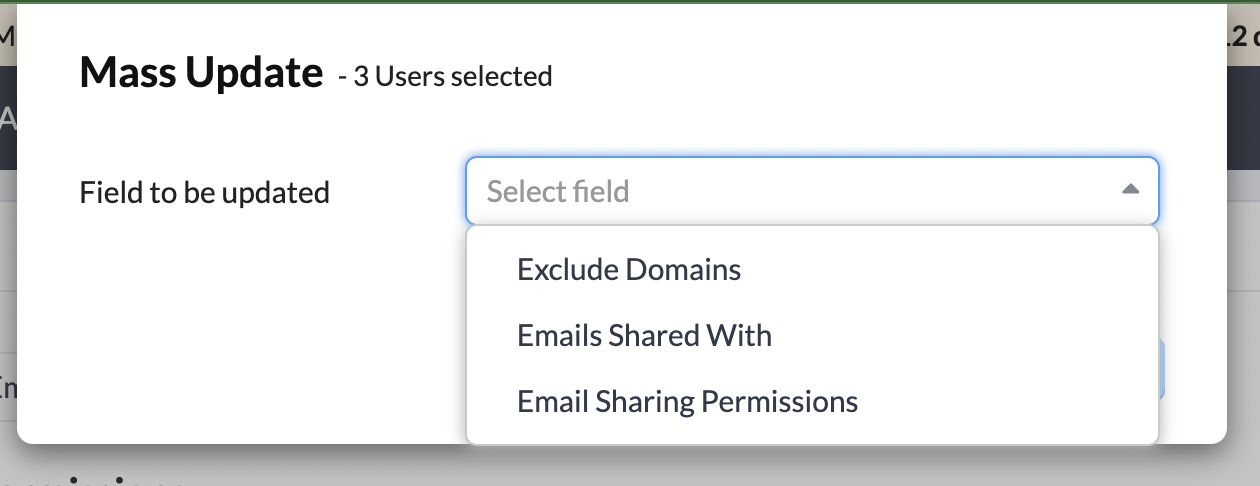 Mass Update - 3 Users selected
Field to be updated
Select field
Exclude Domains
Emails Shared With
Email Sharing Permissions